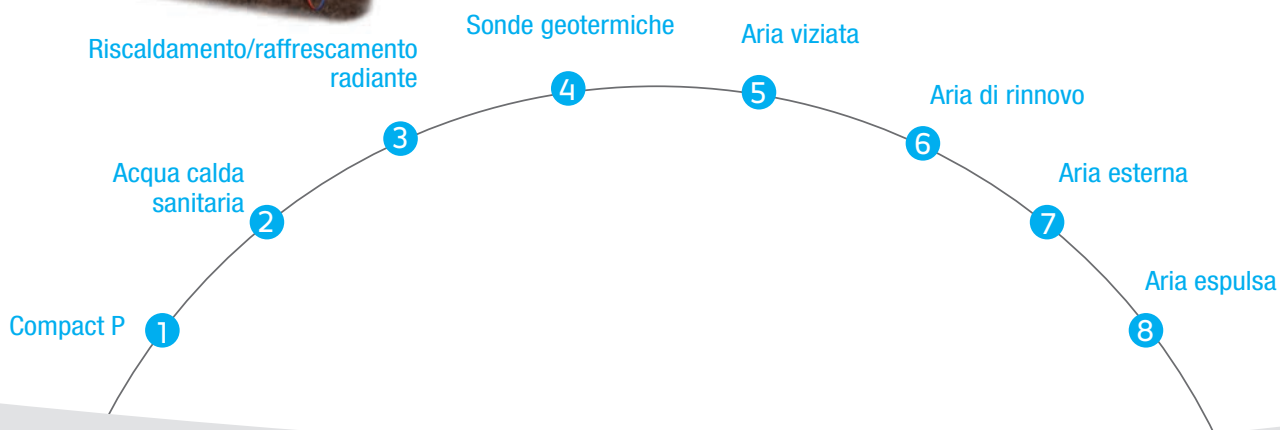 Compact P
1
Acqua calda
sanitaria
2
Riscaldamento/raffrescamento
radiante
3
Sonde geotermiche
4
Aria viziata
5
Aria di rinnovo
6
Aria esterna
7
Aria espulsa
8